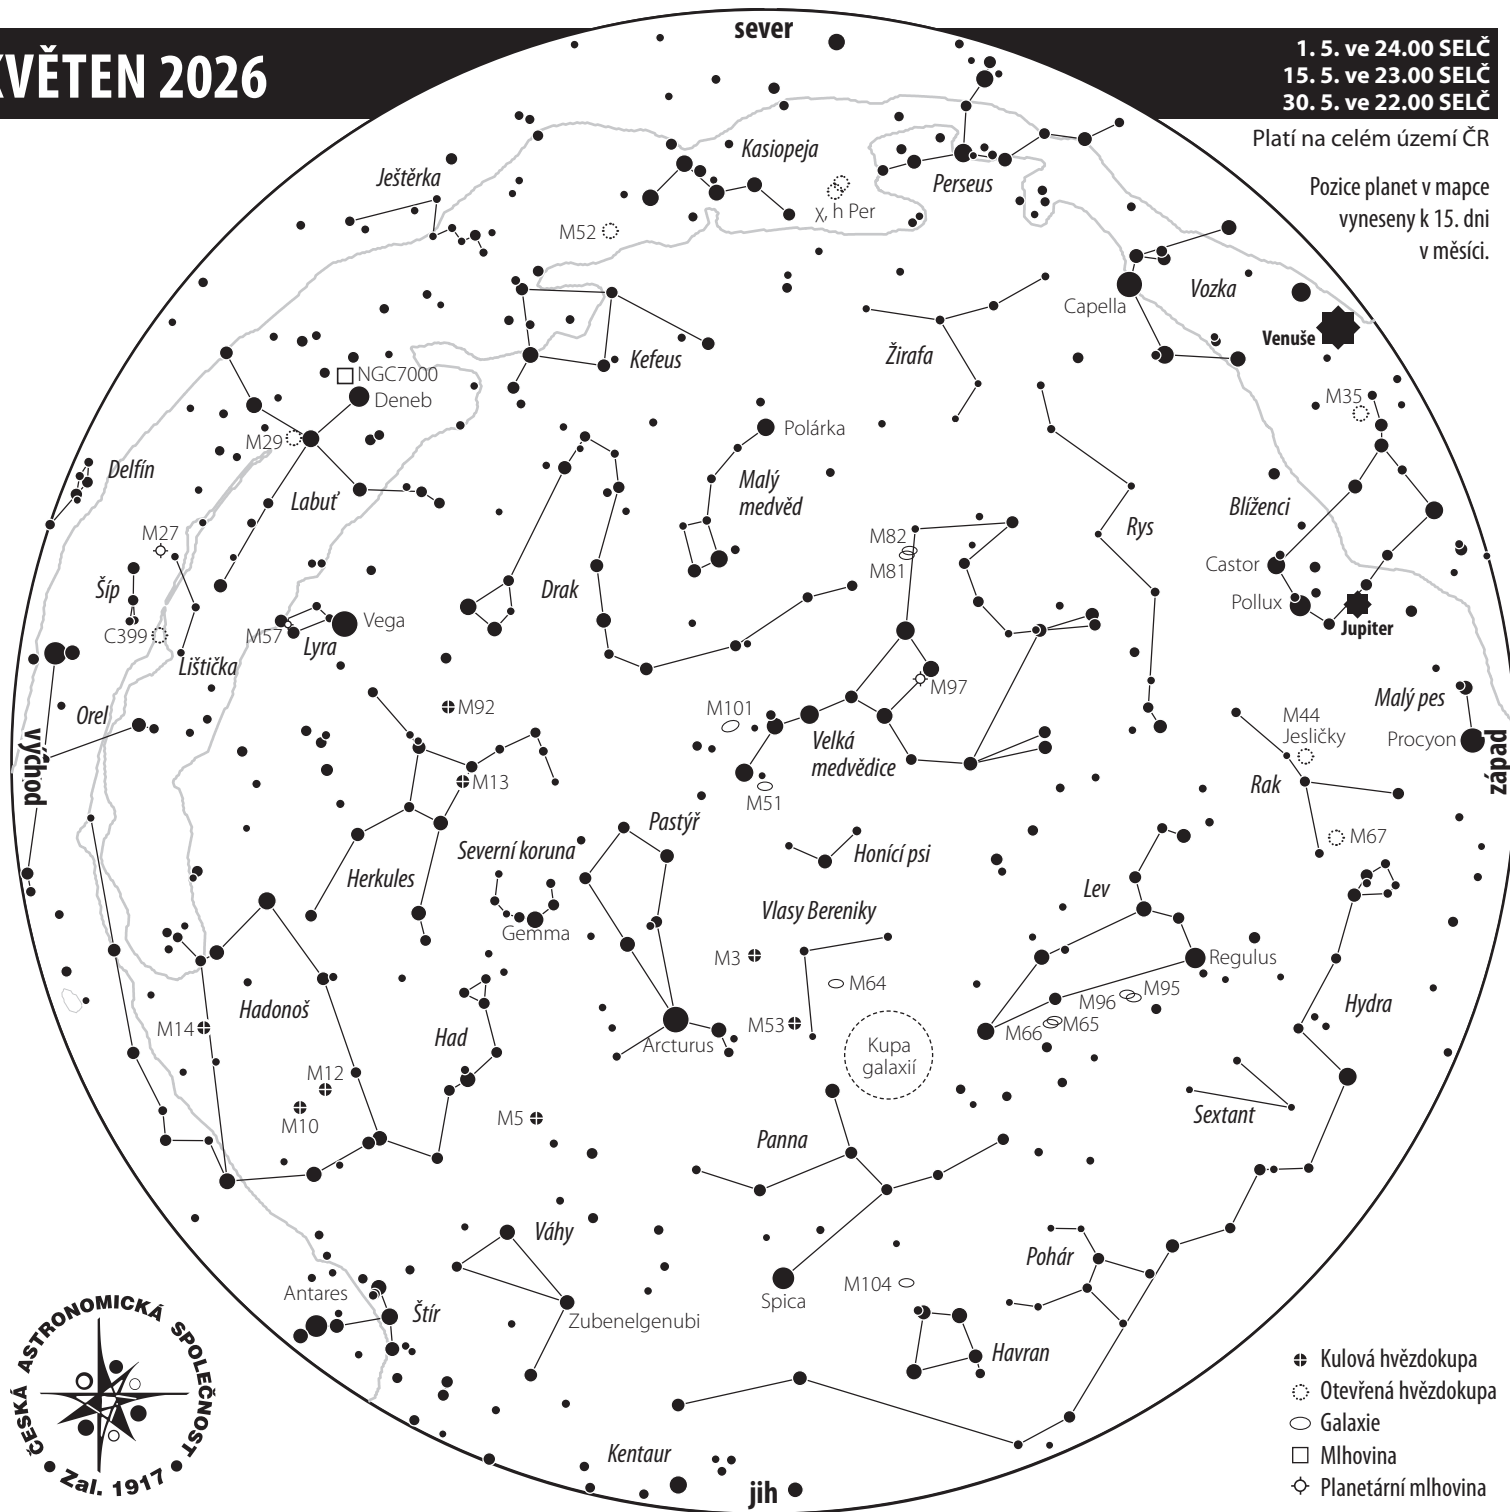 sever
KVĚTEN 2026
1. 5. ve 24.00 SELČ
15. 5. ve 23.00 SELČ
30. 5. ve 22.00 SELČ
Platí na celém území ČR
Pozice planet v mapce
vyneseny k 15. dni
v měsíci.
Kasiopeja
Ještěrka
Perseus
χ, h Per
M52
Vozka
Capella
Venuše
Žirafa
Kefeus
NGC7000
Deneb
M35
Polárka
M29
Delfín
Labuť
Malý
medvěd
Blíženci
Rys
M27
M82
M81
Castor
Šíp
Drak
Pollux
Jupiter
Vega
C399
M57
Lyra
Lištička
M97
Malý pes
M92
M101
Orel
M44
Jesličky
Procyon
východ
západ
Velká
medvědice
M13
Rak
M51
Pastýř
M67
Severní koruna
Honící psi
Herkules
Lev
Vlasy Bereniky
Gemma
M3
Regulus
M64
M96
M95
Hadonoš
Hydra
M14
Had
M53
M66
M65
Arcturus
Kupa
galaxií
M12
M10
M5
Sextant
Panna
Váhy
Pohár
M104
Antares
Spica
Štír
Zubenelgenubi
Havran
Kentaur
jih
ČESKÁ ASTRONOMICKÁ SPOLEČNOST
Zal. 1917
Kulová hvězdokupa
Otevřená hvězdokupa
Galaxie
Mlhovina
Planetární mlhovina